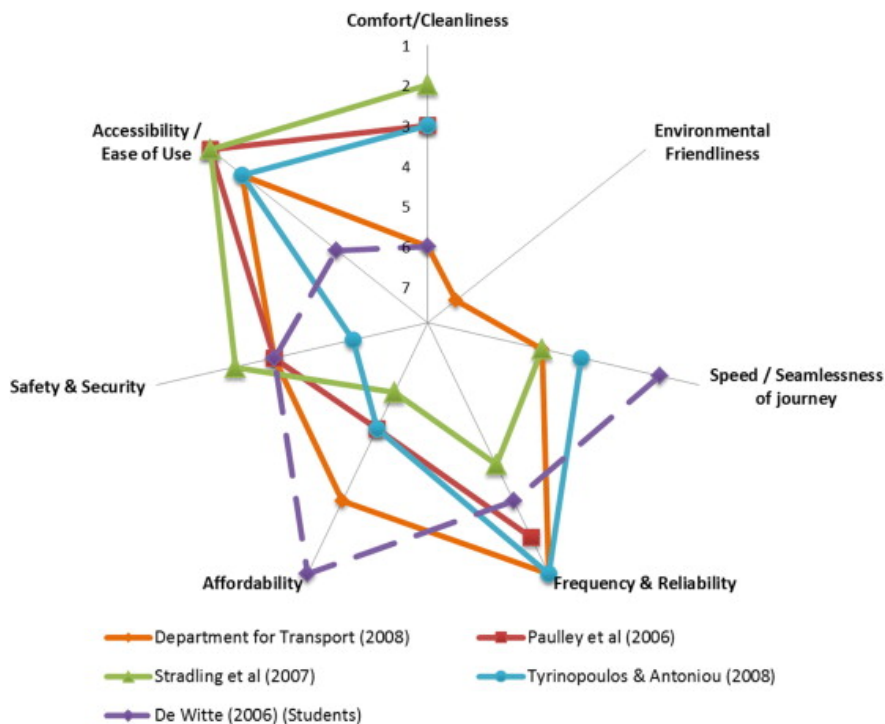 Comfort/Cleanliness
1
2
3
4
5
6
7
Environmental
Friendliness
Accessibility /
Ease of Use
Safety & Security
Speed / Seamlessness
of journey
Affordability
Frequency & Reliability
Department for Transport (2008)
Paulley et al (2006)
Stradling et al (2007)
Tyrinopoulos & Antoniou (2008)
De Witte (2006) (Students)